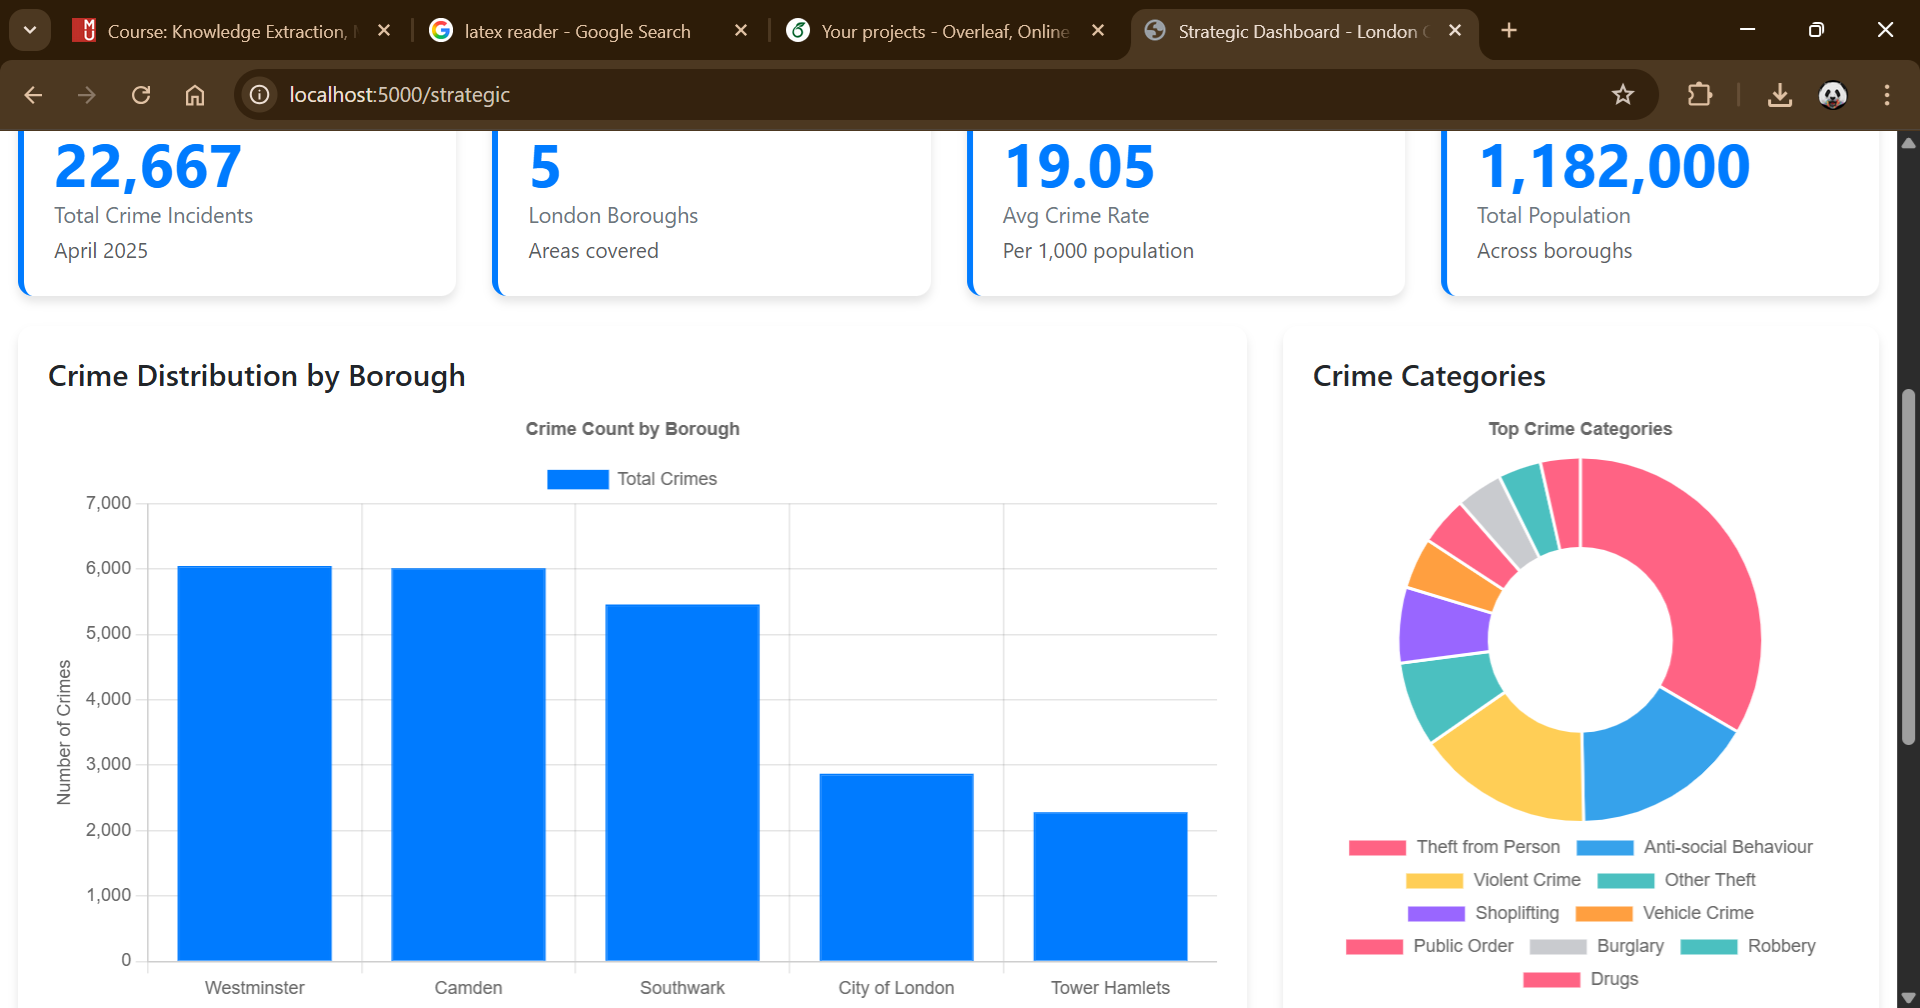 Course: Knowledge Extraction,
latex reader - Google Search
Your projects - Overleaf, Online
Strategic Dashboard - London
localhost:5000/strategic
22,667
Total Crime Incidents
April 2025
5
London Boroughs
Areas covered
19.05
Avg Crime Rate
Per 1,000 population
1,182,000
Total Population
Across boroughs
Crime Distribution by Borough
Crime Count by Borough
Total Crimes
Number of Crimes
7,000
6,000
5,000
4,000
3,000
2,000
1,000
0
Westminster
Camden
Southwark
City of London
Tower Hamlets
Crime Categories
Top Crime Categories
Theft from Person Anti-social Behaviour
Violent Crime Other Theft
Shoplifting Vehicle Crime
Public Order Burglary Robbery
Drugs